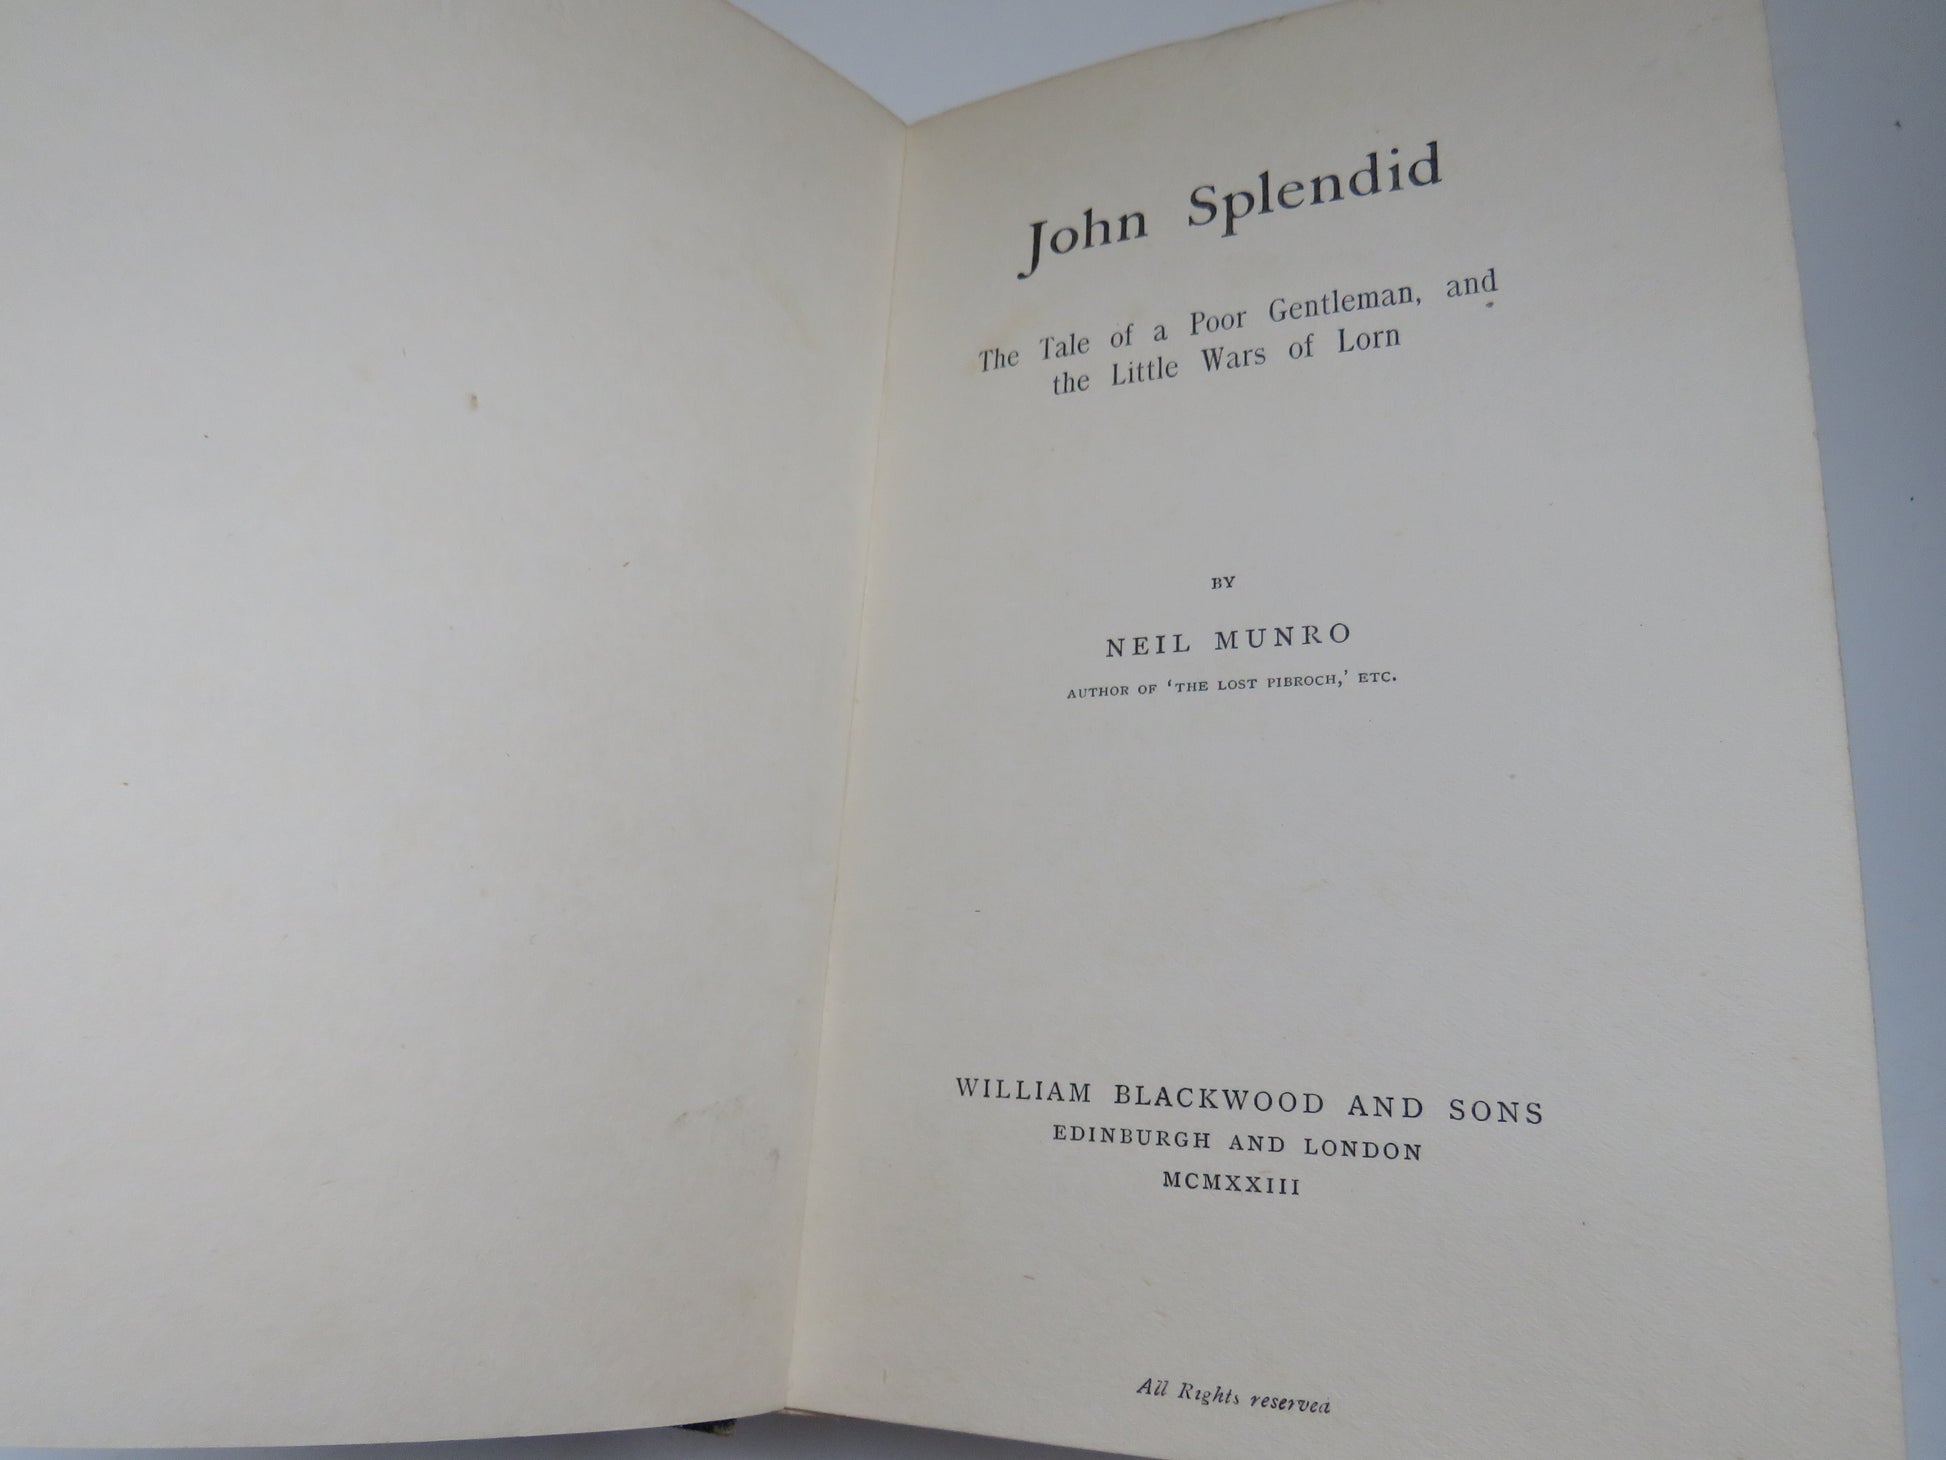 John Splendid
The Tale of a Poor Gentleman, and
the Little Wars of Lorn
BY
NEIL MUNRO
AUTHOR OF ‘THE LOST PIBROCH,’ ETC.
WILLIAM BLACKWOOD AND SONS
EDINBURGH AND LONDON
MCMXXIII
All Rights reserved